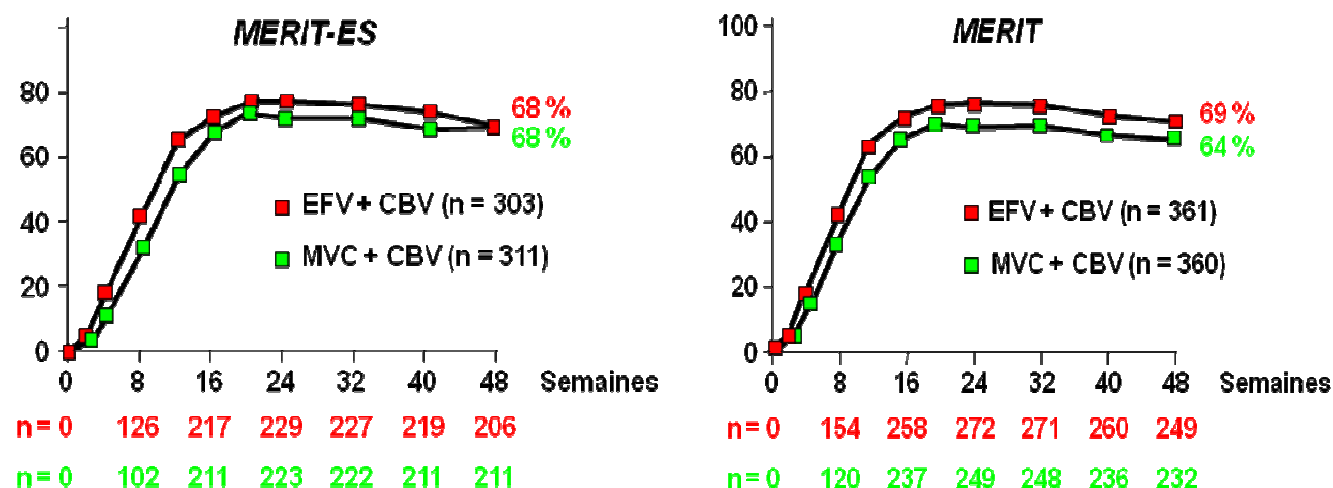 MERIT-ES
80
60
40
20
0
68 %
68 %
EFV + CBV (n = 303)
MVC + CBV (n = 311)
0 8 16 24 32 40 48 Semaines
n = 0 126 217 229 227 219 206
n = 0 102 211 223 222 211 211
MERIT
100
80
60
40
20
0
69 %
64 %
EFV + CBV (n = 361)
MVC + CBV (n = 360)
0 8 16 24 32 40 48 Semaines
n = 0 154 258 272 271 260 249
n = 0 120 237 249 248 236 232